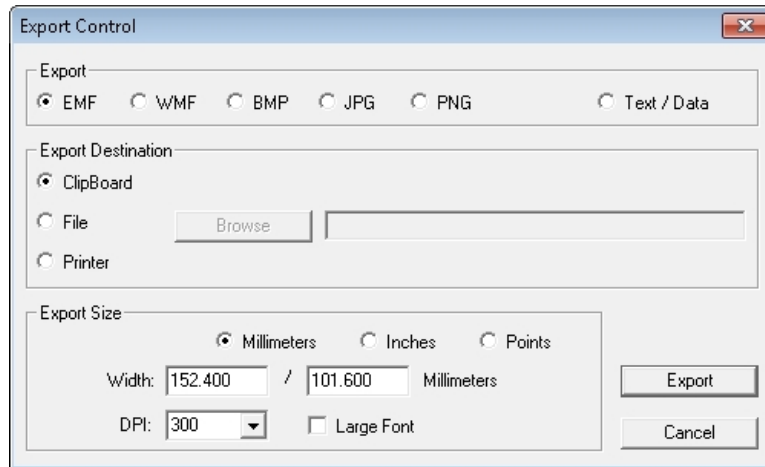 Export Control
Export
EMF WMF BMP JPG PNG Text / Data
Export Destination
ClipBoard
File Browse
Printer
Export Size
Millimeters Inches Points
Width: 152.400 / 101.600 Millimeters Export
DPI: 300 Large Font Cancel